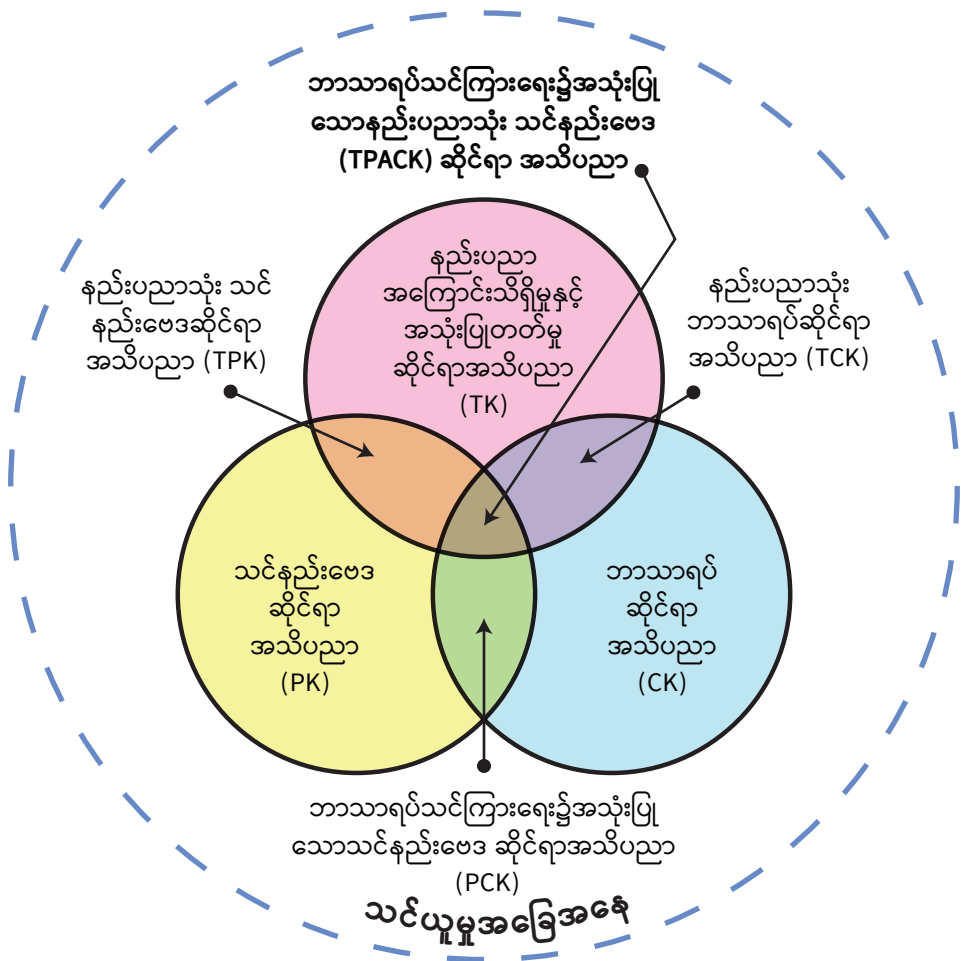 ဘာသာရပ်သင်ကြားရေး၌အသုံးပြု
သောနည်းပညာသုံး သင်နည်းဗေဒ
(TPACK) ဆိုင်ရာ အသိပညာ
နည်းပညာသုံး သင်
နည်းဗေဒဆိုင်ရာ
အသိပညာ (TPK)
နည်းပညာ
အကြောင်းသိရှိမှုနှင့်
အသုံးပြုတတ်မှု
ဆိုင်ရာအသိပညာ
(TK)
နည်းပညာသုံး
ဘာသာရပ်ဆိုင်ရာ
အသိပညာ (TCK)
သင်နည်းဗေဒ
ဆိုင်ရာ
အသိပညာ
(PK)
ဘာသာရပ်
ဆိုင်ရာ
အသိပညာ
(CK)
ဘာသာရပ်သင်ကြားရေး၌အသုံးပြု
သောသင်နည်းဗေဒ ဆိုင်ရာအသိပညာ
(PCK)
သင်ယူမှုအခြေအနေ